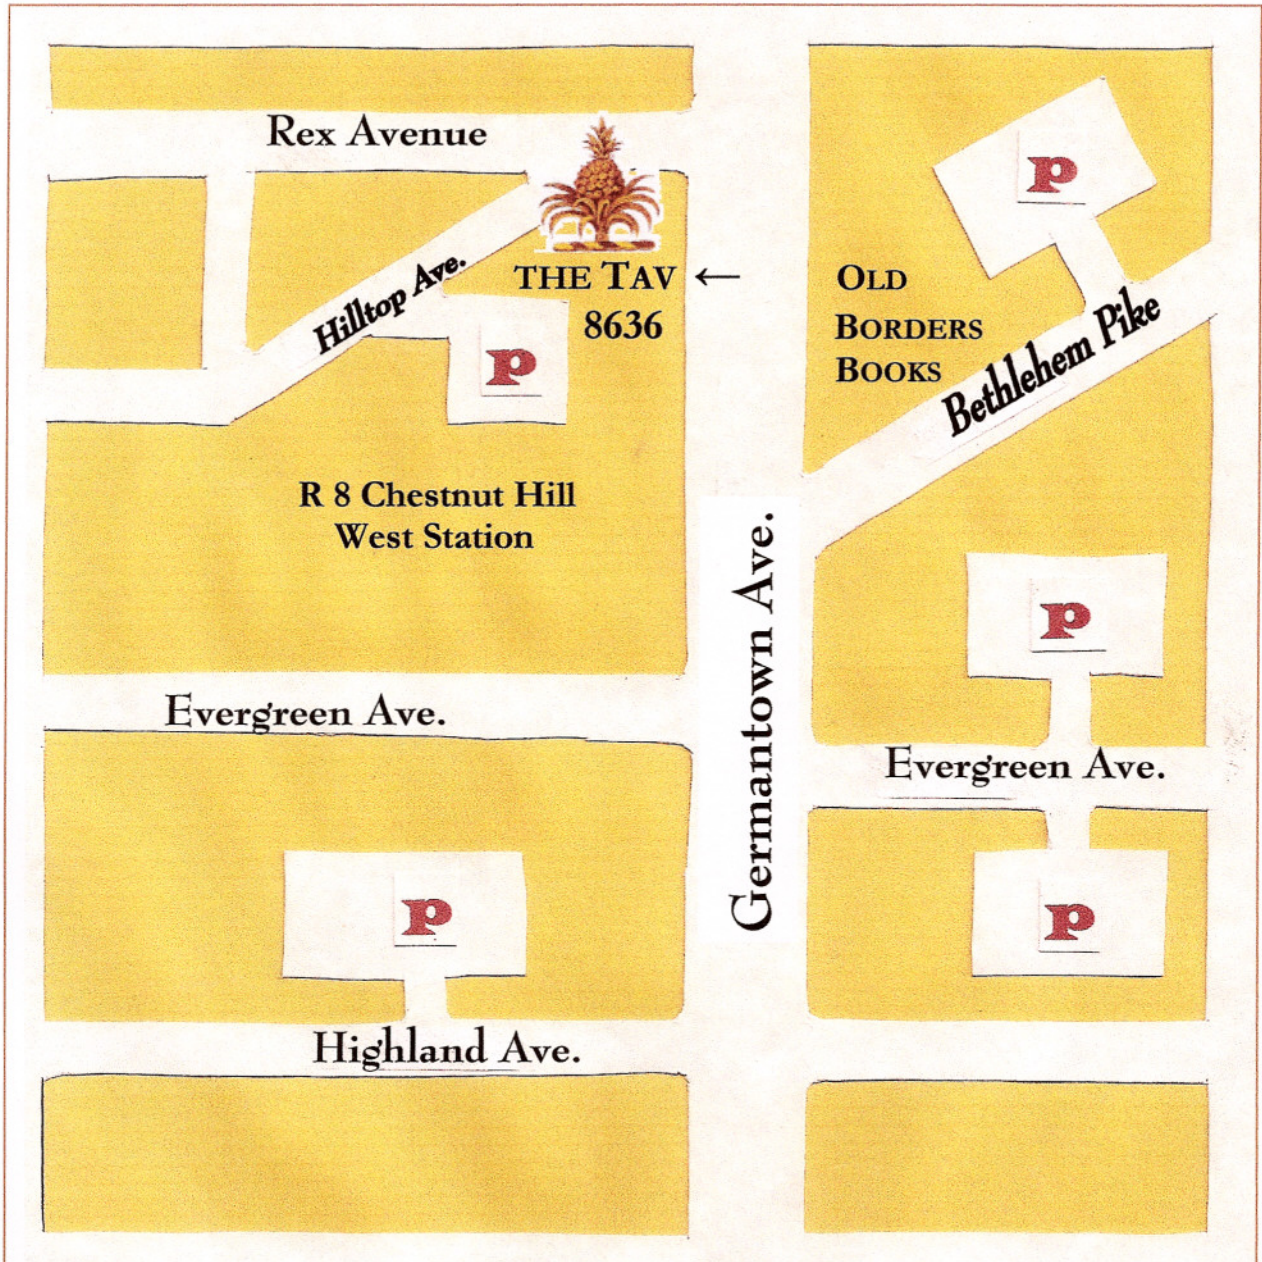 Rex Avenue
P
Hilltop Ave.
THE TAV ←
8636
OLD
BORDERS
BOOKS
Bethlehem Pike
P
R 8 Chestnut Hill
West Station
Germantown Ave.
P
Evergreen Ave.
Evergreen Ave.
P
P
Highland Ave.